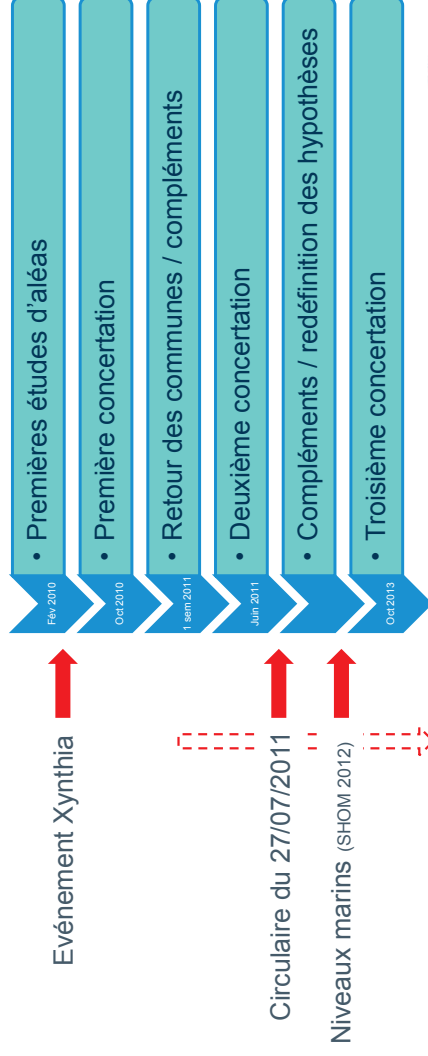 Fév 2010
• Premières études d'aléas
Oct 2010
• Première concertation
1 sem 2011
• Retour des communes / compléments
Juin 2011
• Deuxième concertation
• Compléments / redéfinition des hypothèses
Oct 2013
• Troisième concertation
Evénement Xynthia
Circulaire du 27/07/2011
Niveaux marins (SHOM 2012)